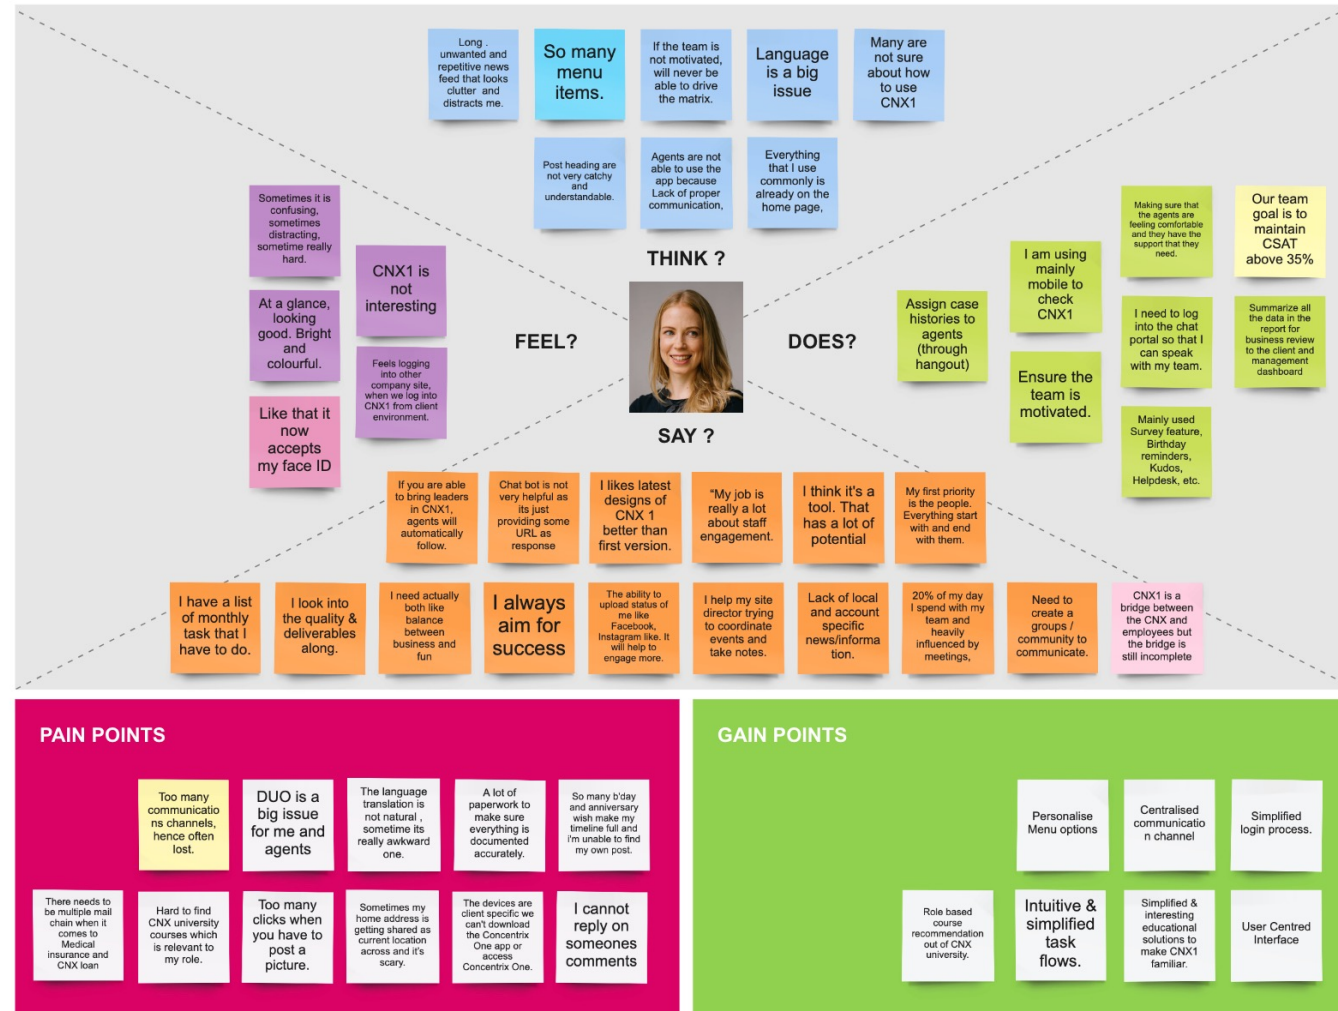 Long .
unwanted and
repetitive news
feed that looks
clutter and
distracts me.
So many
menu
items.
If the team is
not motivated,
will never be
able to drive
the matrix.
Language
is a big
issue
Many are
not sure
about how
to use
CNX1
Post heading are
not very catchy
and
understandable.
Agents are not
able to use the
app because
Lack of proper
communication,
Everything
that I use
commonly is
already on the
home page,
THINK ?
Sometimes it is
confusing,
sometimes
distracting,
sometime really
hard.
CNX1 is
not
interesting
At a glance,
looking
good. Bright
and
colourful.
Feels logging
into other
company site,
when we log into
CNX1 from client
environment.
Like that it
now
accepts
my face ID
FEEL?
DOES?
Assign case
histories to
agents
(through
hangout)
I am using
mainly
mobile to
check
CNX1
Ensure the
team is
motivated.
Making sure that
the agents are
feeling comfortable
and they have the
support that they
need.
Our team
goal is to
maintain
CSAT
above 35%
I need to log
into the chat
portal so that I
can speak
with my team.
Summarize all
the data in the
report for
business review
to the client and
management
dashboard
Mainly used
Survey feature,
Birthday
reminders,
Kudos,
Helpdesk, etc.
SAY ?
If you are able
to bring leaders
in CNX1,
agents will
automatically
follow.
Chat bot is not
very helpful as
its just
providing some
URL as
response
I likes latest
designs of
CNX 1
better than
first version.
"My job is
really a lot
about staff
engagement.
I think it's a
tool. That
has a lot of
potential
My first priority
is the people.
Everything start
with and end
with them.
I have a list
of monthly
task that I
have to do.
I look into
the quality &
deliverables
along.
I need actually
both like
balance
between
business and
fun
I always
aim for
success
The ability to
upload status of
me like
Facebook,
Instagram like. It
will help to
engage more.
I help my site
director trying
to coordinate
events and
take notes.
Lack of local
and account
specific
news/informa
tion.
20% of my day
I spend with my
team and
heavily
influenced by
meetings,
Need to
create a
groups /
community to
communicate.
CNX1 is a
bridge between
the CNX and
employees but
the bridge is
still incomplete
PAIN POINTS
Too many
communicatio
ns channels,
hence often
lost.
DUO is a
big issue
for me and
agents
The language
translation is
not natural ,
sometime its
really awkward
one.
A lot of
paperwork to
make sure
everything is
documented
accurately.
So many b'day
and anniversary
wish make my
timeline full and
i'm unable to find
my own post.
There needs to
be multiple mail
chain when it
comes to
Medical
insurance and
CNX loan
Hard to find
CNX university
courses which
is relevant to
my role.
Too many
clicks when
you have to
post a
picture.
Sometimes my
home address is
getting shared as
current location
across and it's
scary.
The devices are
client specific we
can't download
the Concentrix
One app or
access
Concentrix One.
I cannot
reply on
someones
comments
GAIN POINTS
Personalise
Menu options
Centralised
communicatio
n channel
Simplified
login process.
Role based
course
recommendation
out of CNX
university.
Intuitive &
simplified
task
flows.
Simplified &
interesting
educational
solutions to
make CNX1
familiar.
User Centred
Interface